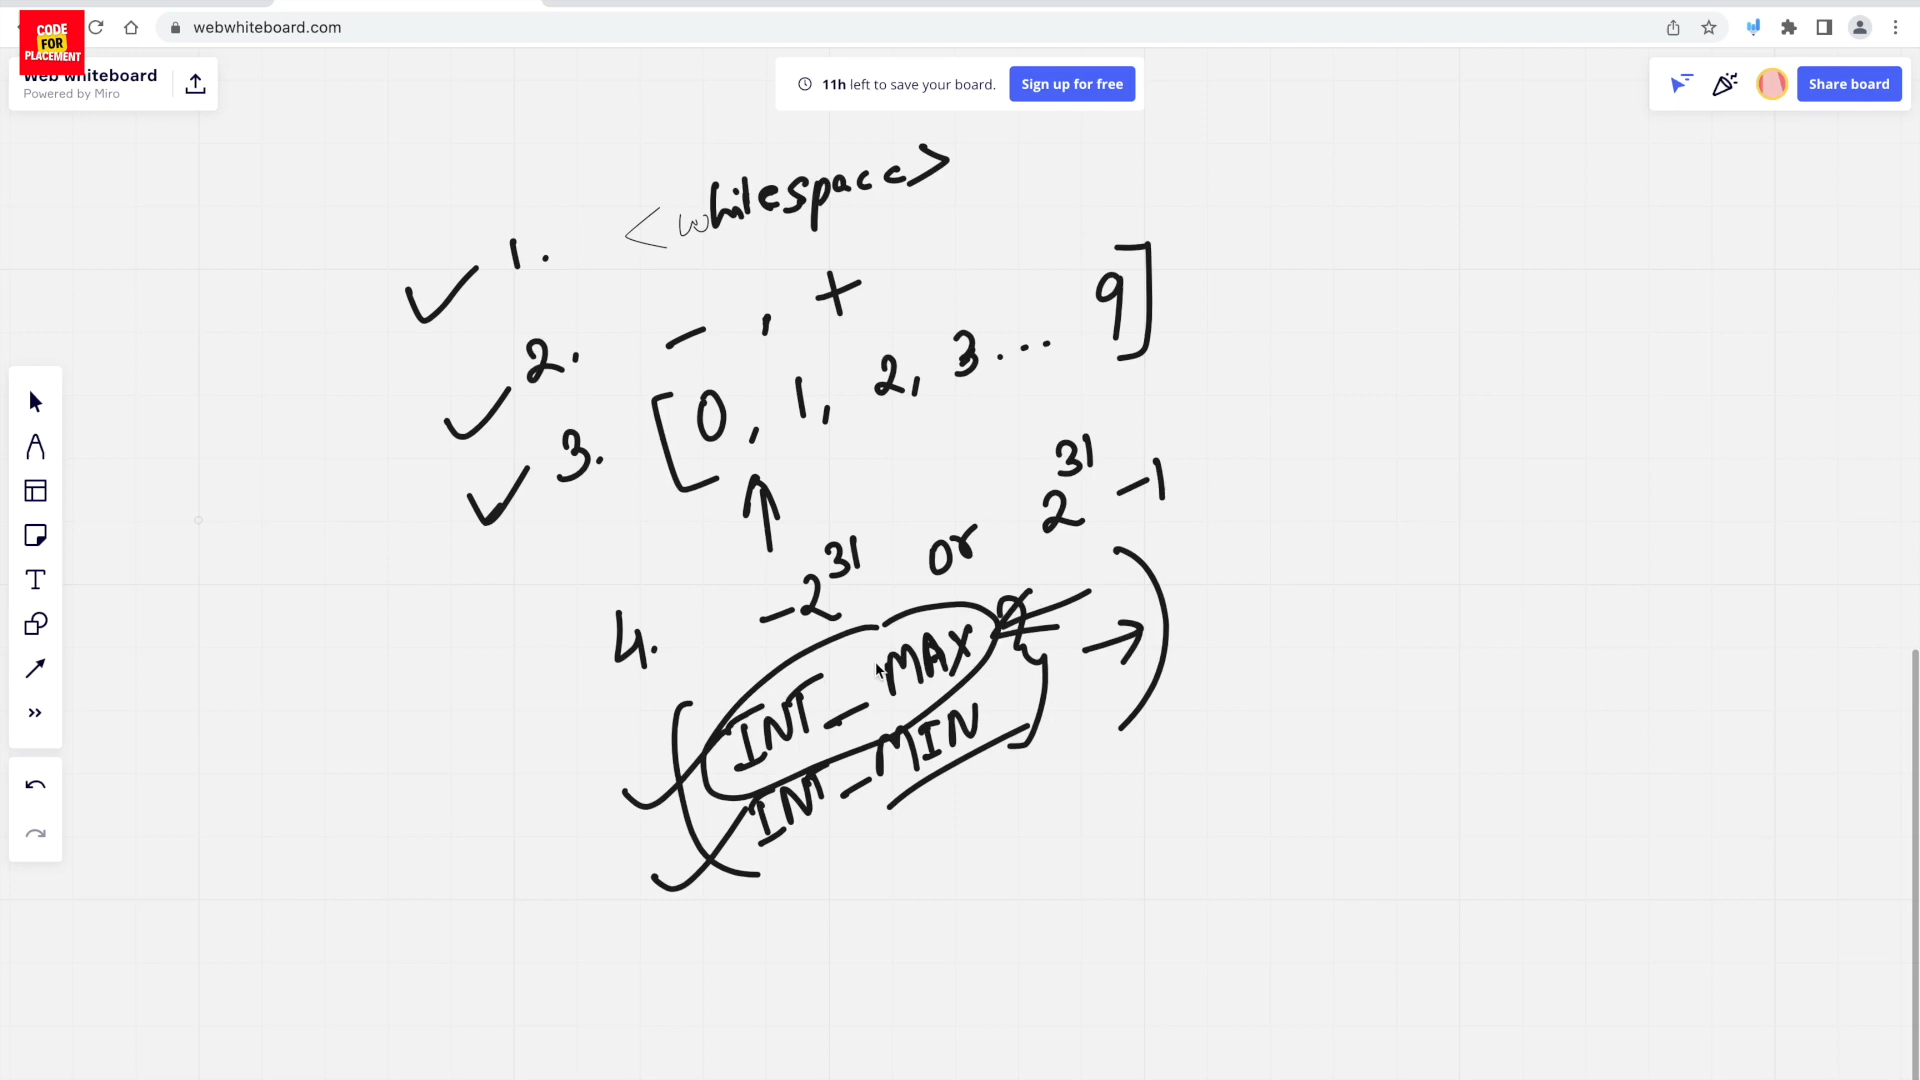 CODE
FOR
PLACEMENT
webwhiteboard.com
Web whiteboard
Powered by Miro
11h left to save your board.
Sign up for free
Share board
1. <whitespace>
2. - , +
3. [0, 1, 2, 3... 9]
4. -2^31 or 2^31 -1
INT_MAX
INT_MIN
T